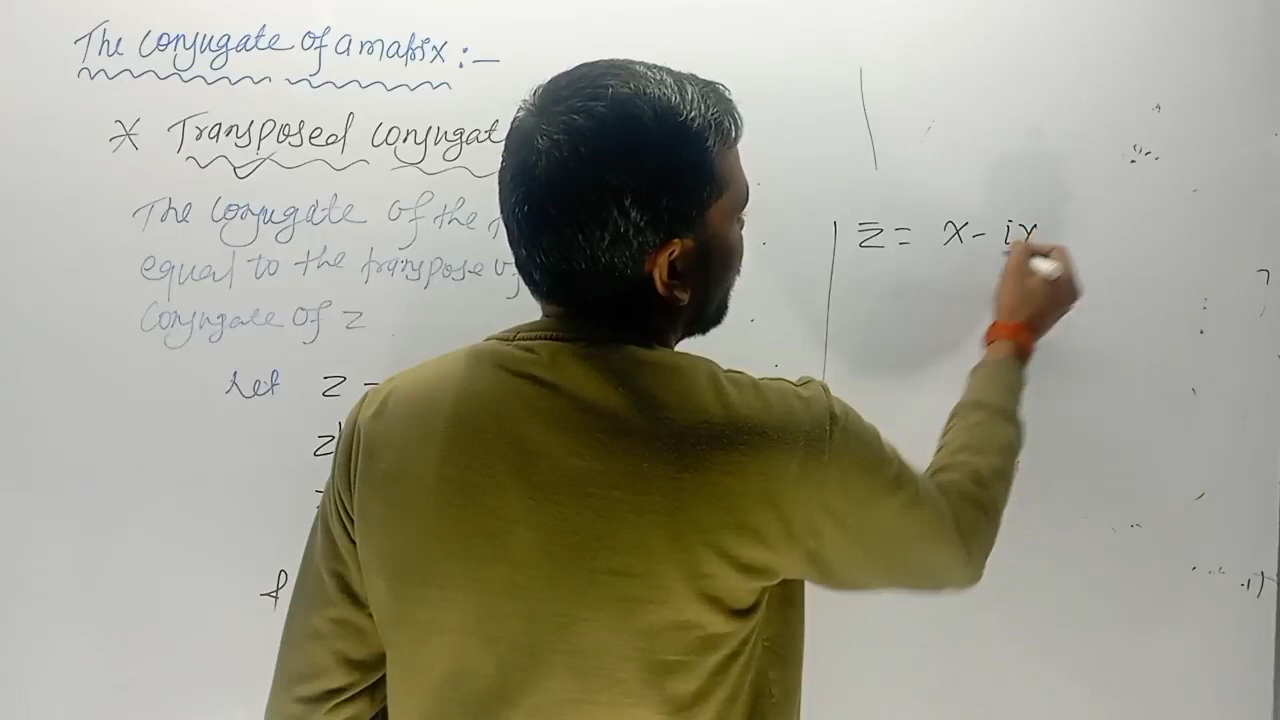 The conjugate of a matrix :-
* Transposed conjugat
The conjugate of the
equal to the transpose of
conjugate of z
Let z =
z'
z̄ = x - iy